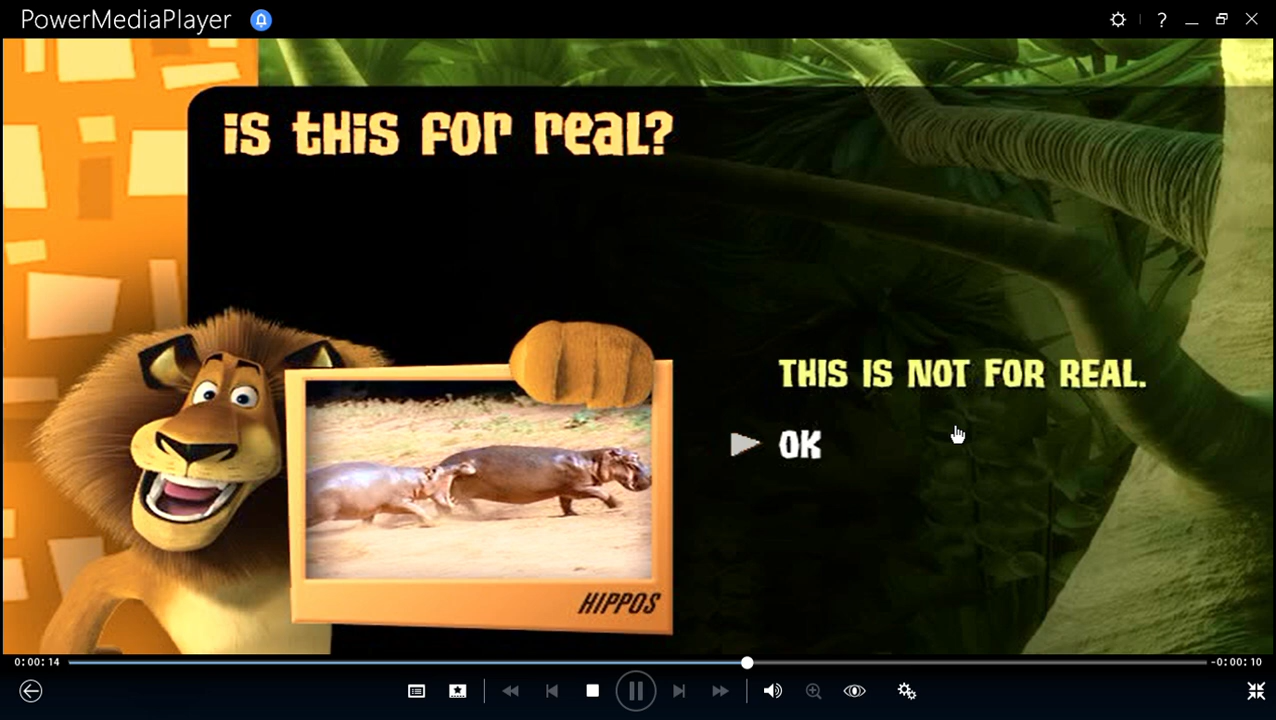 PowerMediaPlayer
?
is this for real?
THIS IS NOT FOR REAL.
OK
HIPPOS
0:00:14
-0:00:10